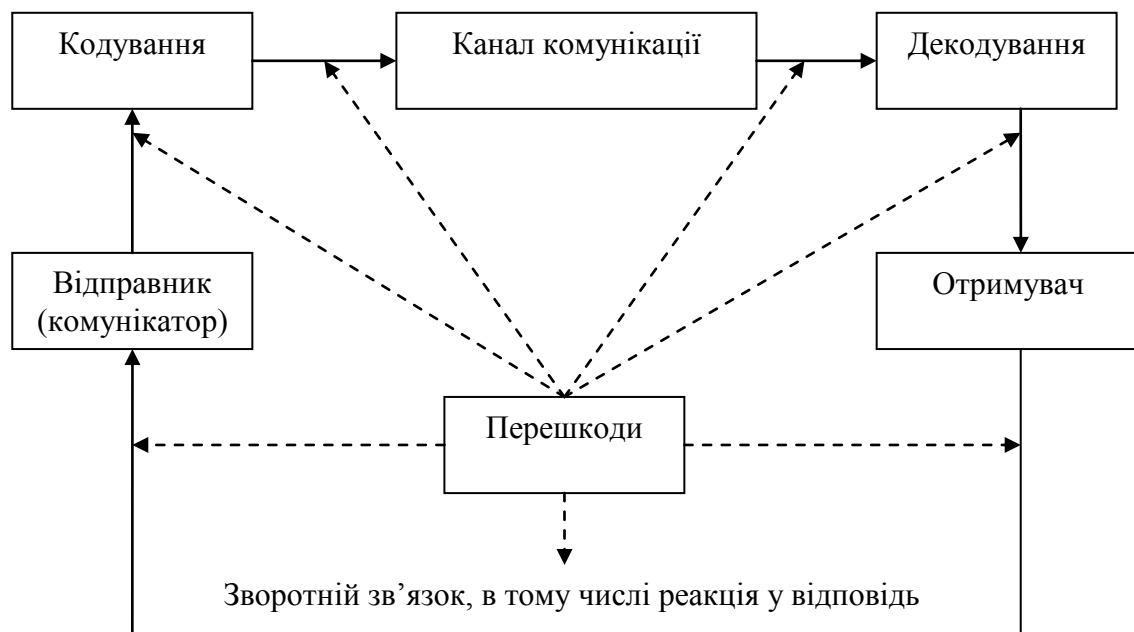 Кодування
Канал комунікації
Декодування
Відправник
(комунікатор)
Отримувач
Перешкоди
Зворотній зв’язок, в тому числі реакція у відповідь